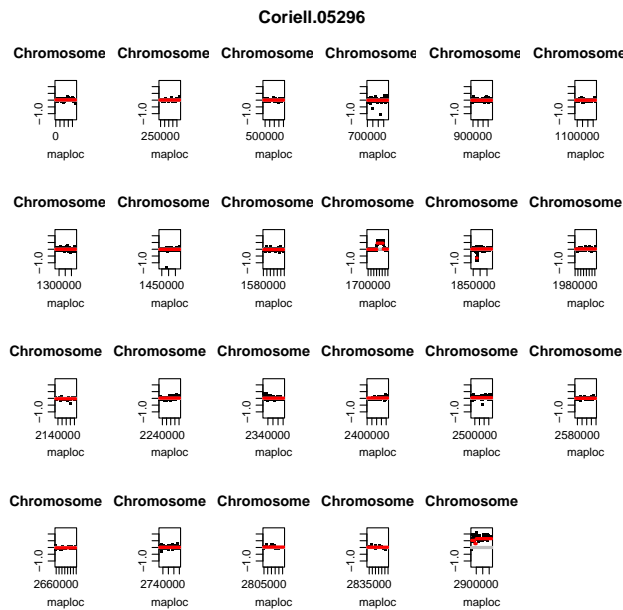 Coriell.05296
Chromosome Chromosome Chromosome Chromosome Chromosome Chromosome
−1.0 −1.0 −1.0 −1.0 −1.0 −1.0
0 250000 500000 700000 900000 1100000
maploc maploc maploc maploc maploc maploc
Chromosome Chromosome Chromosome Chromosome Chromosome Chromosome
−1.0 −1.0 −1.0 −1.0 −1.0 −1.0
1300000 1450000 1580000 1700000 1850000 1980000
maploc maploc maploc maploc maploc maploc
Chromosome Chromosome Chromosome Chromosome Chromosome Chromosome
−1.0 −1.0 −1.0 −1.0 −1.0 −1.0
2140000 2240000 2340000 2400000 2500000 2580000
maploc maploc maploc maploc maploc maploc
Chromosome Chromosome Chromosome Chromosome Chromosome
−1.0 −1.0 −1.0 −1.0 −1.0
2660000 2740000 2805000 2835000 2900000
maploc maploc maploc maploc maploc